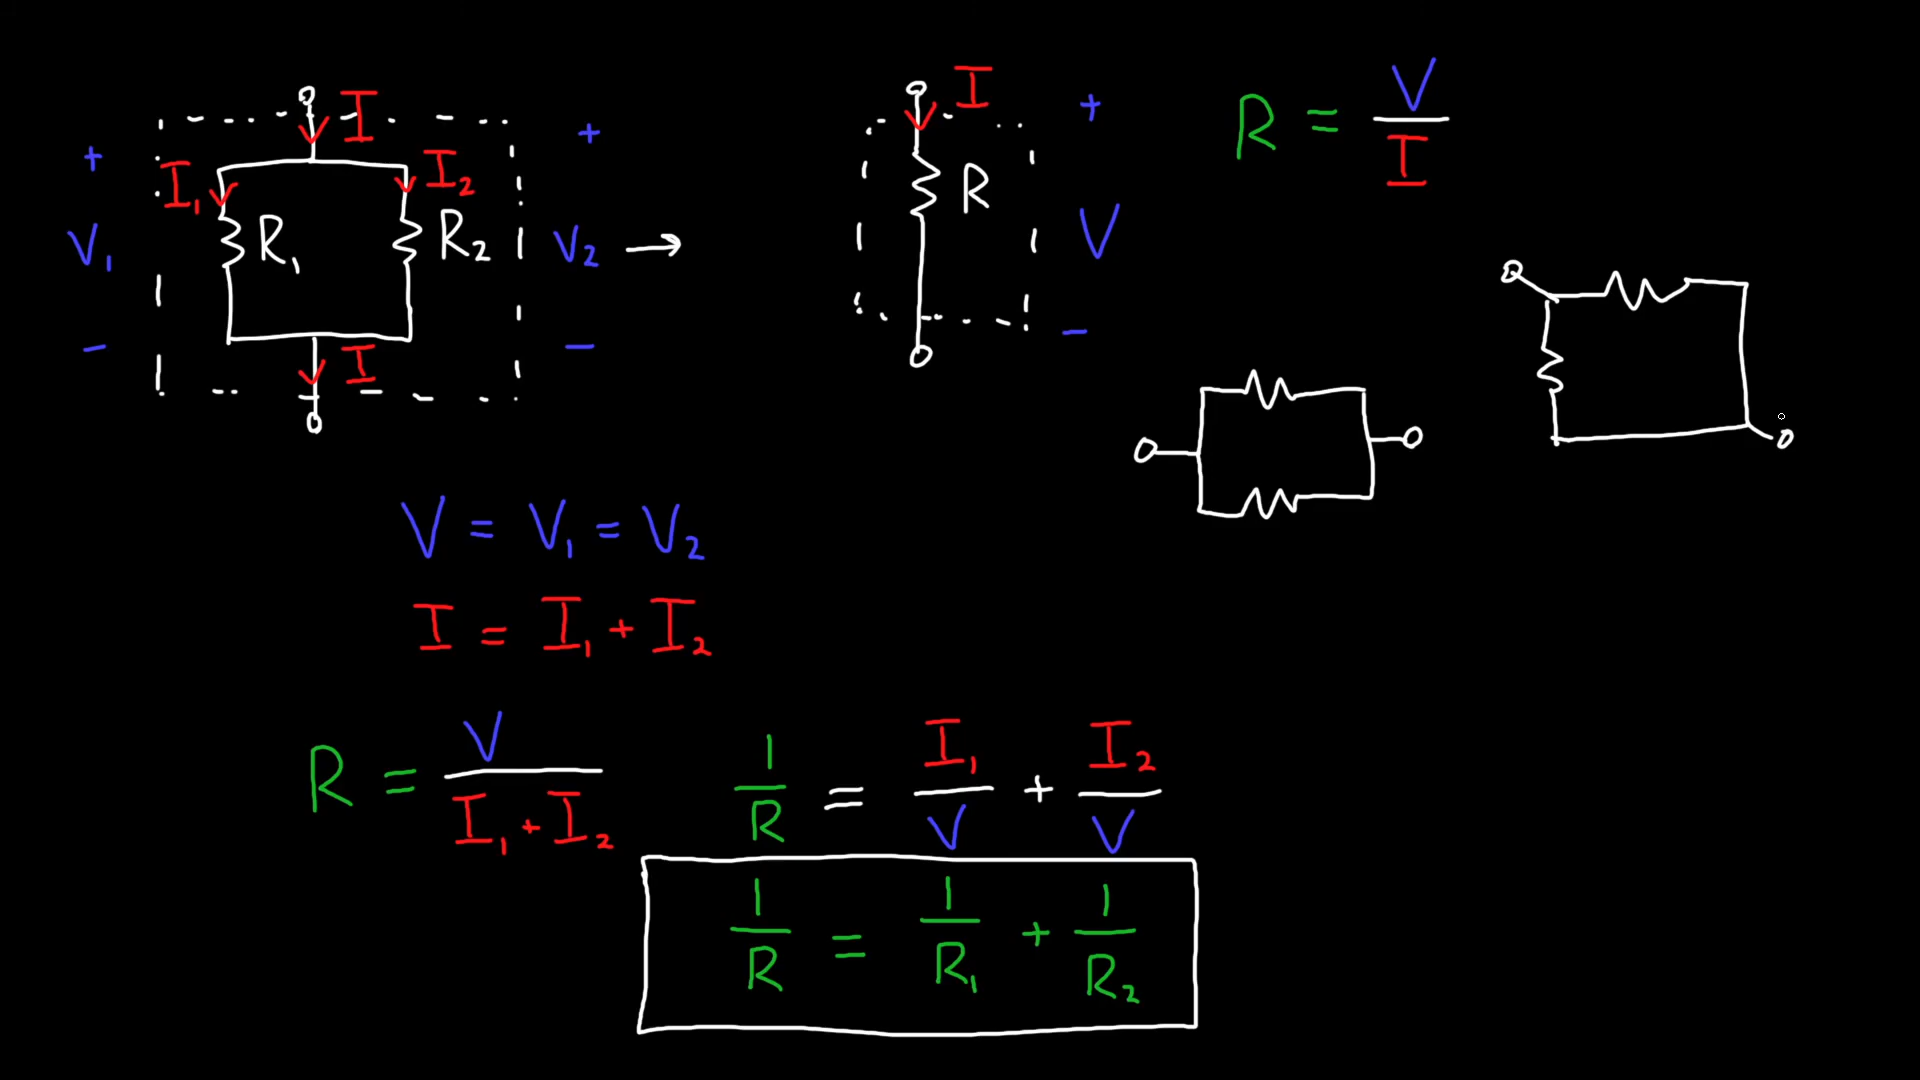 I
+
I₁ I₂
V₁ R₁ R₂
-
I
+
V₂ →
-
I
R
+
V
-
R = V/I
V = V₁ = V₂
I = I₁ + I₂
R = V/(I₁ + I₂)
1/R = I₁/V + I₂/V
1/R = 1/R₁ + 1/R₂